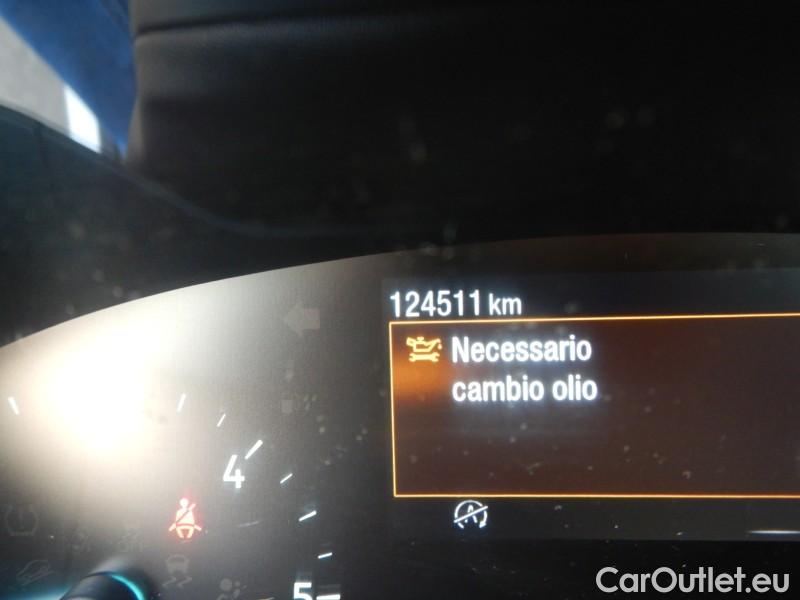 124511 km
Necessario
cambio olio
4
A
5
CarOutlet.eu